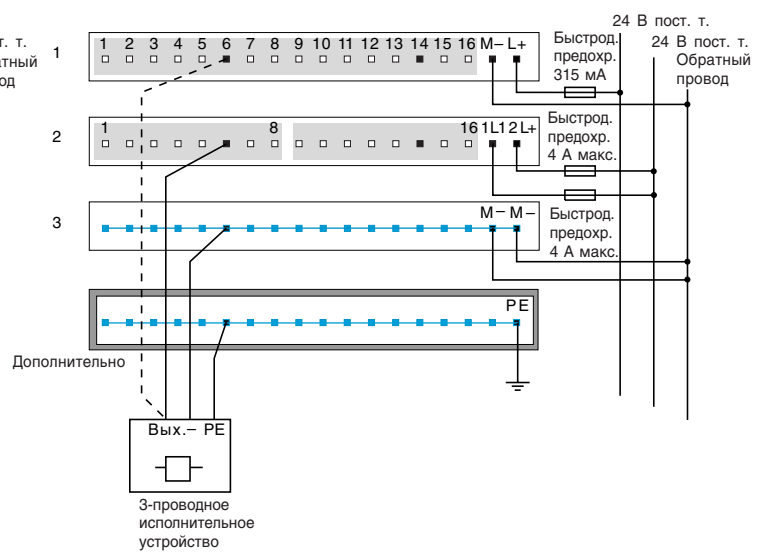 24 В пост. т.
24 В пост. т.
Обратный
провод
1
1 2 3 4 5 6 7 8 9 10 11 12 13 14 15 16 M– L+
Быстрод.
предохр.
315 мА
2
1 8 16 1L1 2L+
Быстрод.
предохр.
4 А макс.
3
M– M–
Быстрод.
предохр.
4 А макс.
PE
Дополнительно
Вых. – PE
3-проводное
исполнительное
устройство